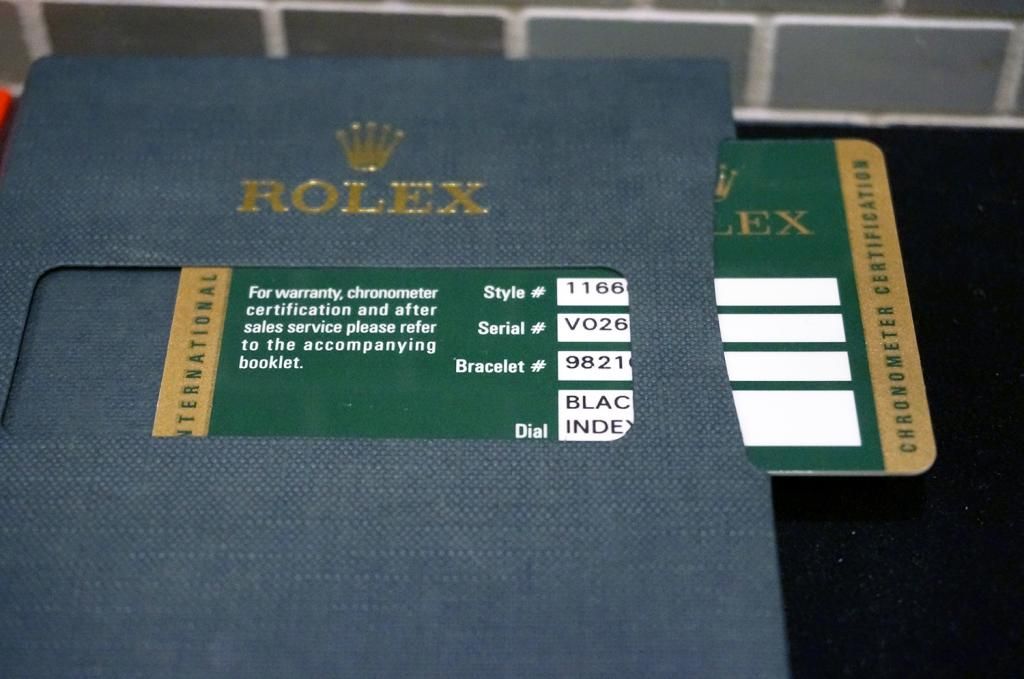 ROLEX
LEX
INTERNATIONAL
For warranty, chronometer
certification and after
sales service please refer
to the accompanying
booklet.
Style # 1166
Serial # V026
Bracelet # 9821
BLAC
Dial INDEX
CHRONOMETER CERTIFICATION